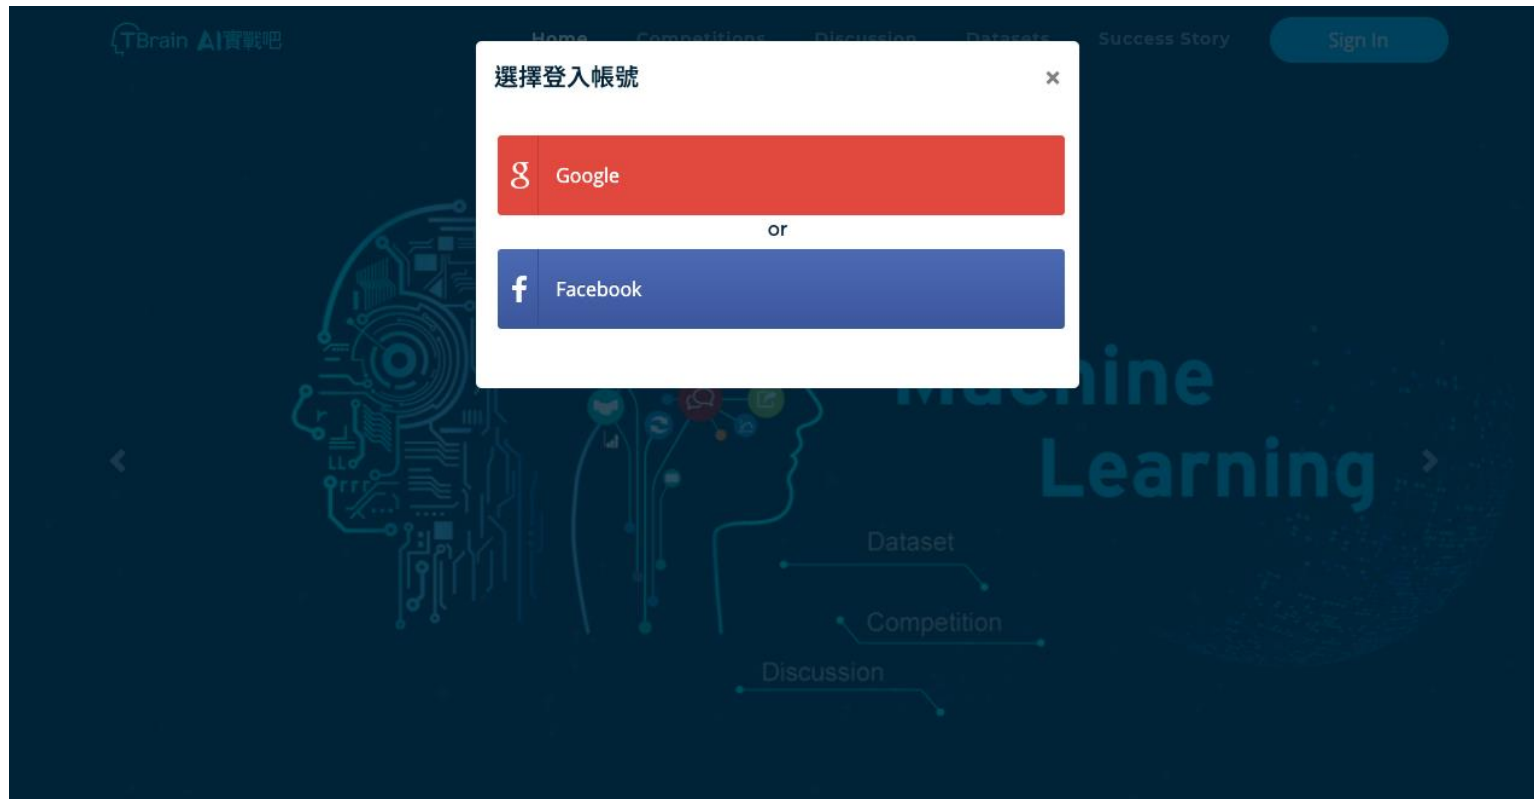 TBrain AI實戰吧
Home Competitions Discussion Datasets Success Story Sign In
選擇登入帳號 ×
g Google
or
f Facebook
Machine
Learning
Dataset
Competition
Discussion